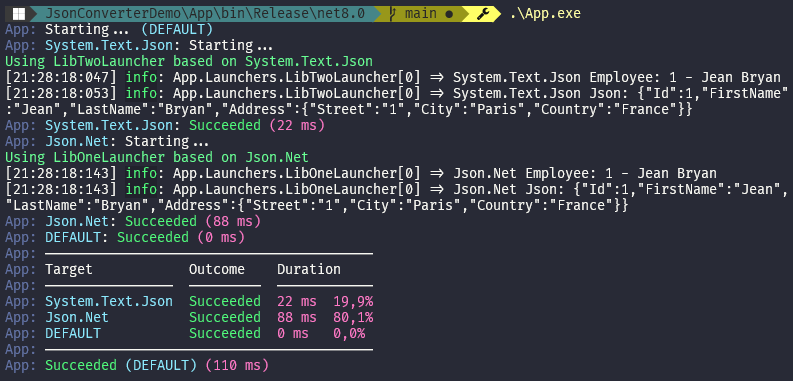 JsonConverterDemo\App\bin\Release\net8.0 main ● .\App.exe
App: Starting... (DEFAULT)
App: System.Text.Json: Starting...
Using LibTwoLauncher based on System.Text.Json
[21:28:18:047] info: App.Launchers.LibTwoLauncher[0] => System.Text.Json Employee: 1 - Jean Bryan
[21:28:18:053] info: App.Launchers.LibTwoLauncher[0] => System.Text.Json Json: {"Id":1,"FirstName"
:"Jean","LastName":"Bryan","Address":{"Street":"1","City":"Paris","Country":"France"}}
App: System.Text.Json: Succeeded (22 ms)
App: Json.Net: Starting...
Using LibOneLauncher based on Json.Net
[21:28:18:143] info: App.Launchers.LibOneLauncher[0] => Json.Net Employee: 1 - Jean Bryan
[21:28:18:143] info: App.Launchers.LibOneLauncher[0] => Json.Net Json: {"Id":1,"FirstName":"Jean",
"LastName":"Bryan","Address":{"Street":"1","City":"Paris","Country":"France"}}
App: Json.Net: Succeeded (88 ms)
App: DEFAULT: Succeeded (0 ms)
App: ─────────────────────────────────────────
App: Target Outcome Duration
App: ──────────────── ───────── ────────────
App: System.Text.Json Succeeded 22 ms 19,9%
App: Json.Net Succeeded 88 ms 80,1%
App: DEFAULT Succeeded 0 ms 0,0%
App: ─────────────────────────────────────────
App: Succeeded (DEFAULT) (110 ms)